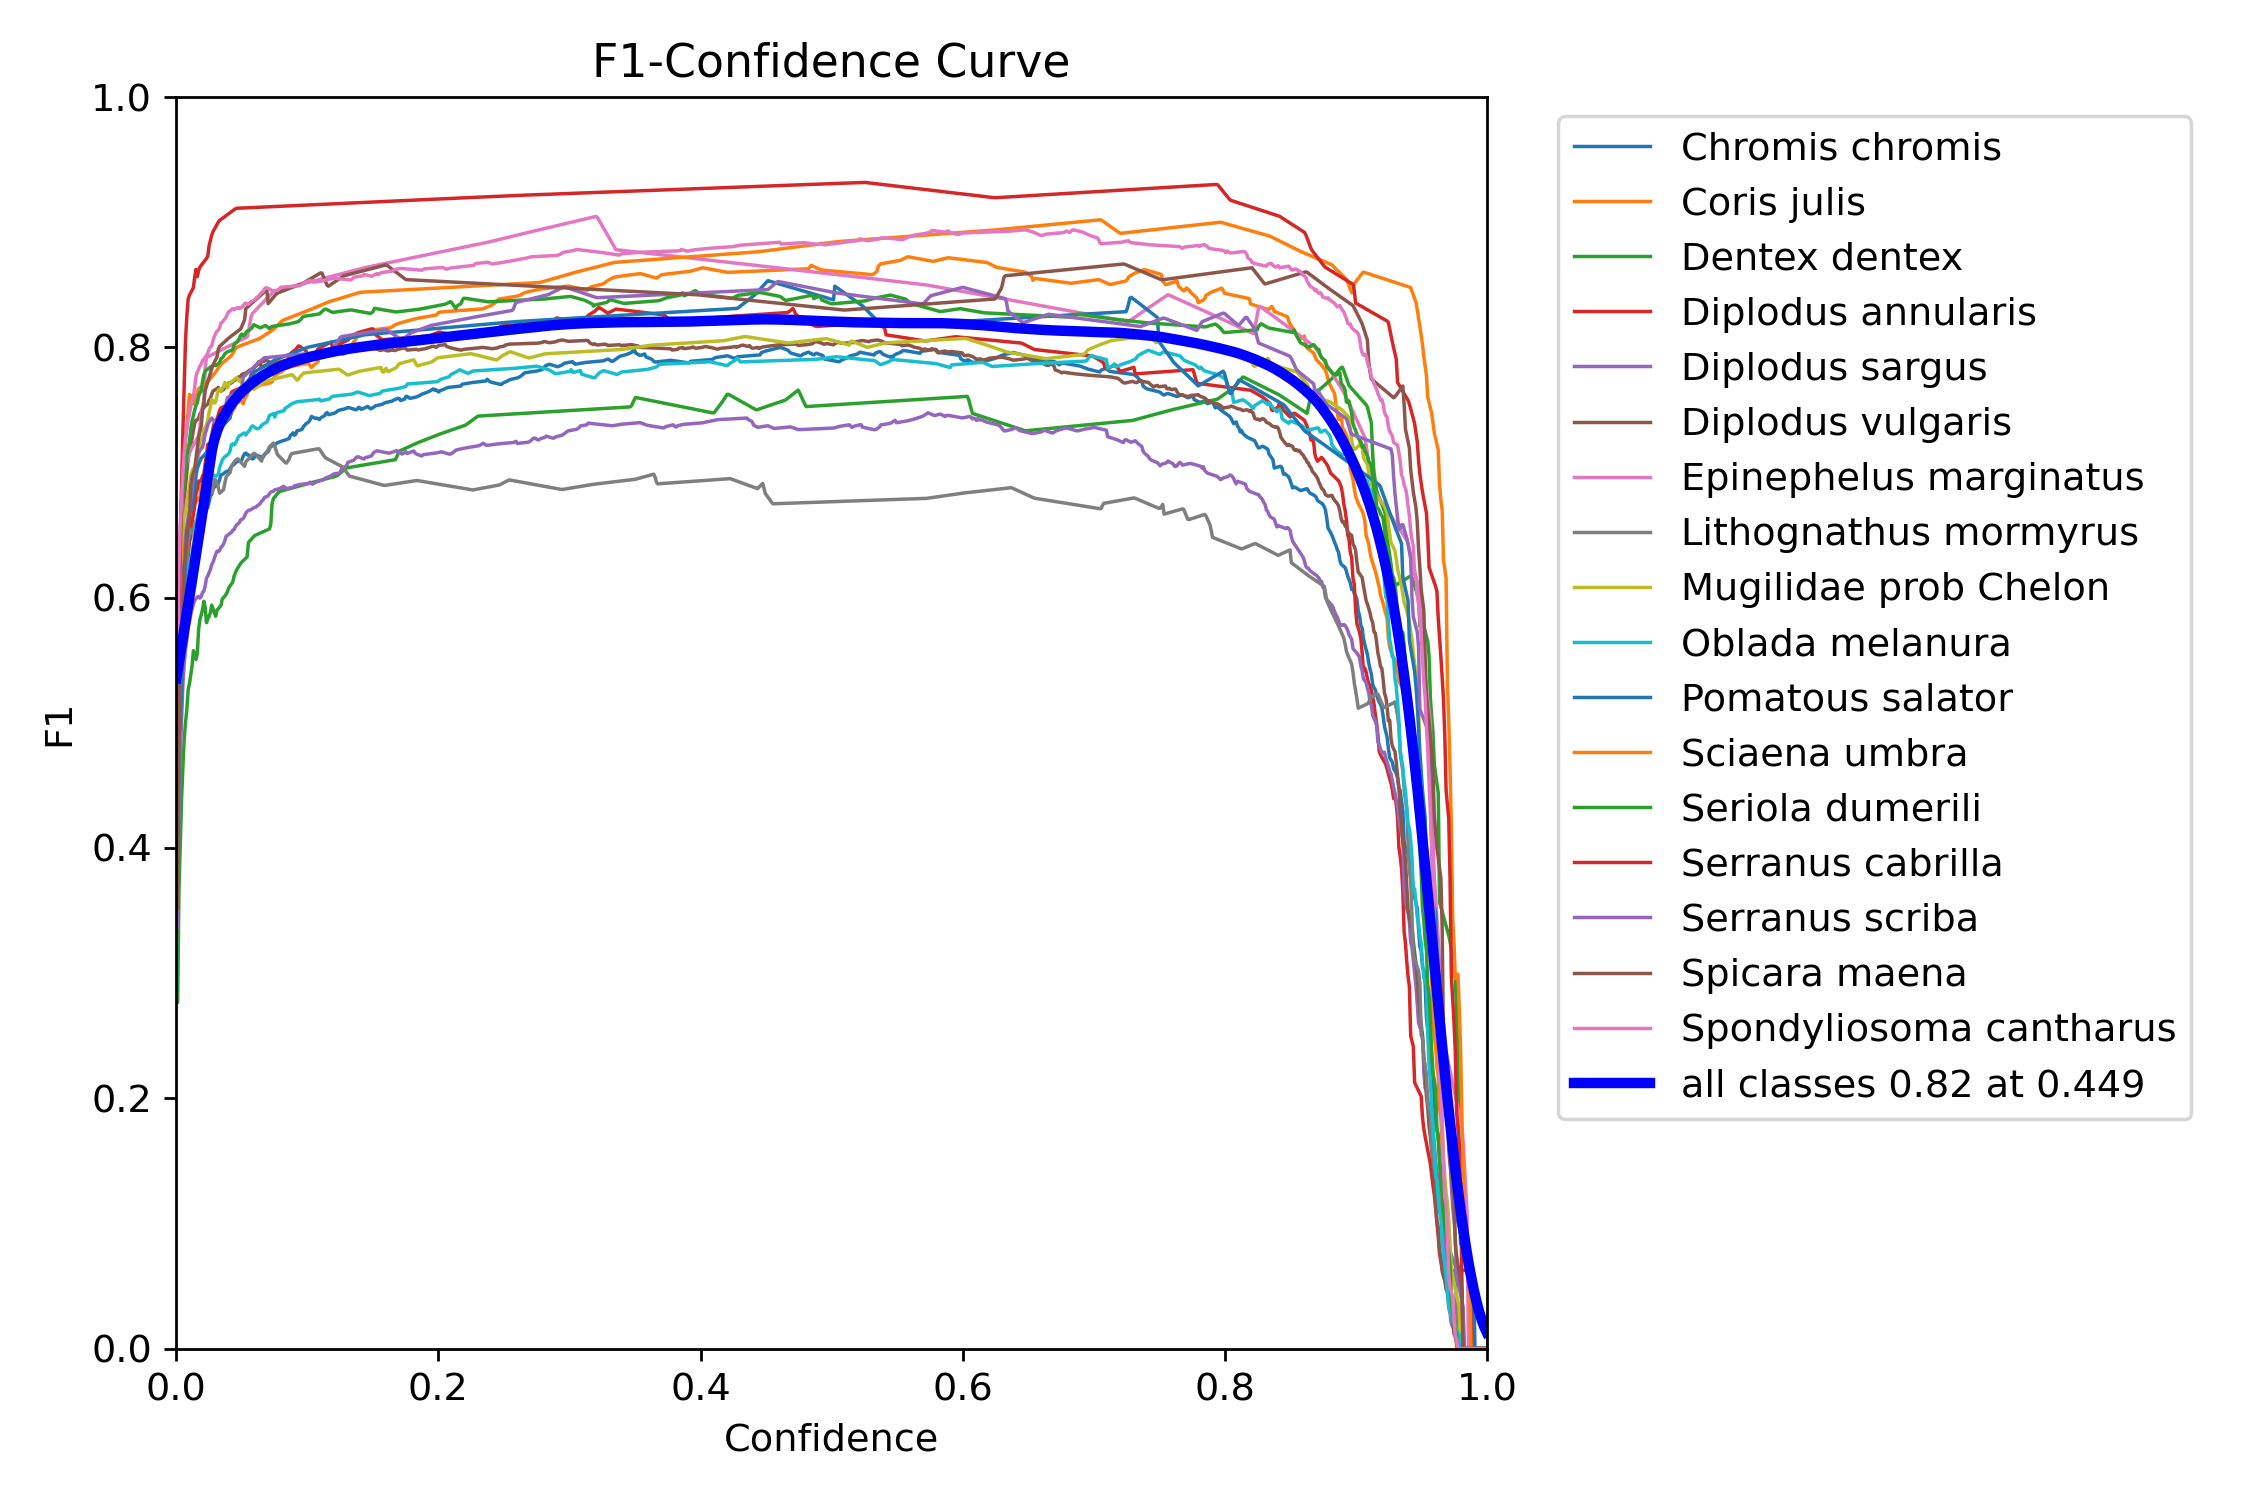 F1-Confidence Curve
1.0
0.8
0.6
0.4
0.2
0.0
F1
0.0 0.2 0.4 0.6 0.8 1.0
Confidence
Chromis chromis
Coris julis
Dentex dentex
Diplodus annularis
Diplodus sargus
Diplodus vulgaris
Epinephelus marginatus
Lithognathus mormyrus
Mugilidae prob Chelon
Oblada melanura
Pomatous salator
Sciaena umbra
Seriola dumerili
Serranus cabrilla
Serranus scriba
Spicara maena
Spondyliosoma cantharus
all classes 0.82 at 0.449